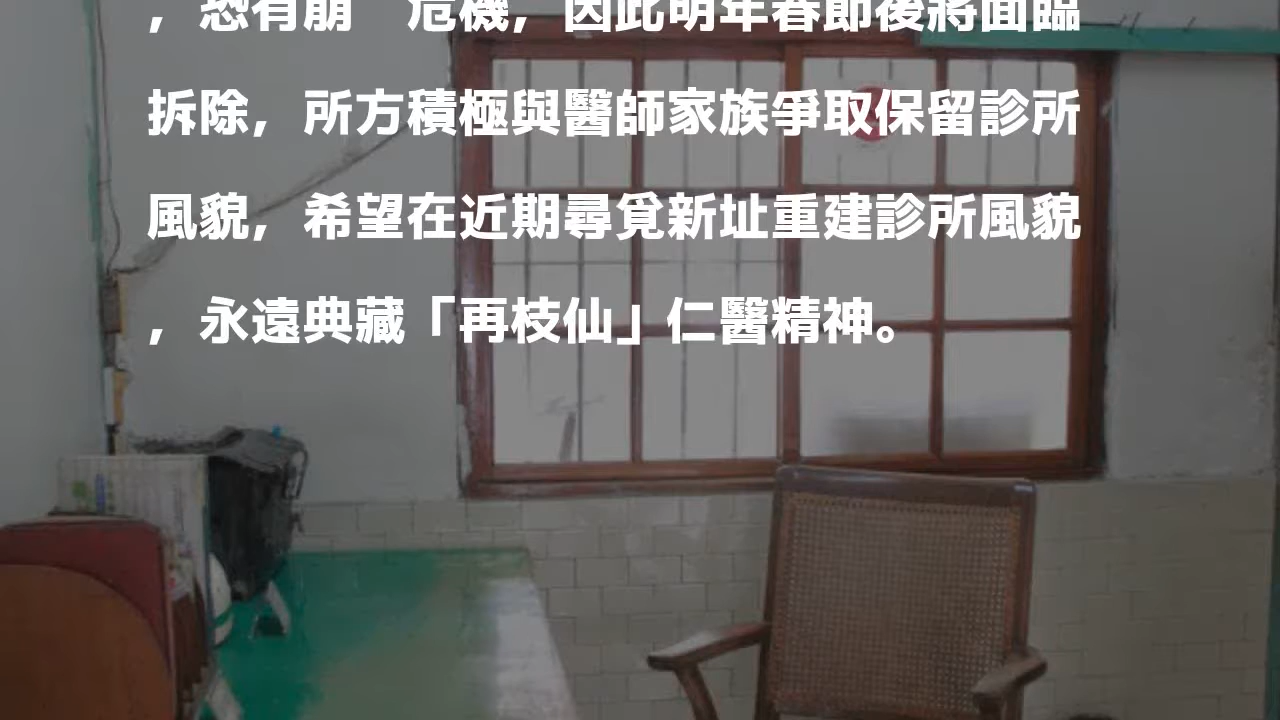 ，恐有崩　危機，因此明年春節後將面臨
拆除，所方積極與醫師家族爭取保留診所
風貌，希望在近期尋覓新址重建診所風貌
，永遠典藏「再枝仙」仁醫精神。